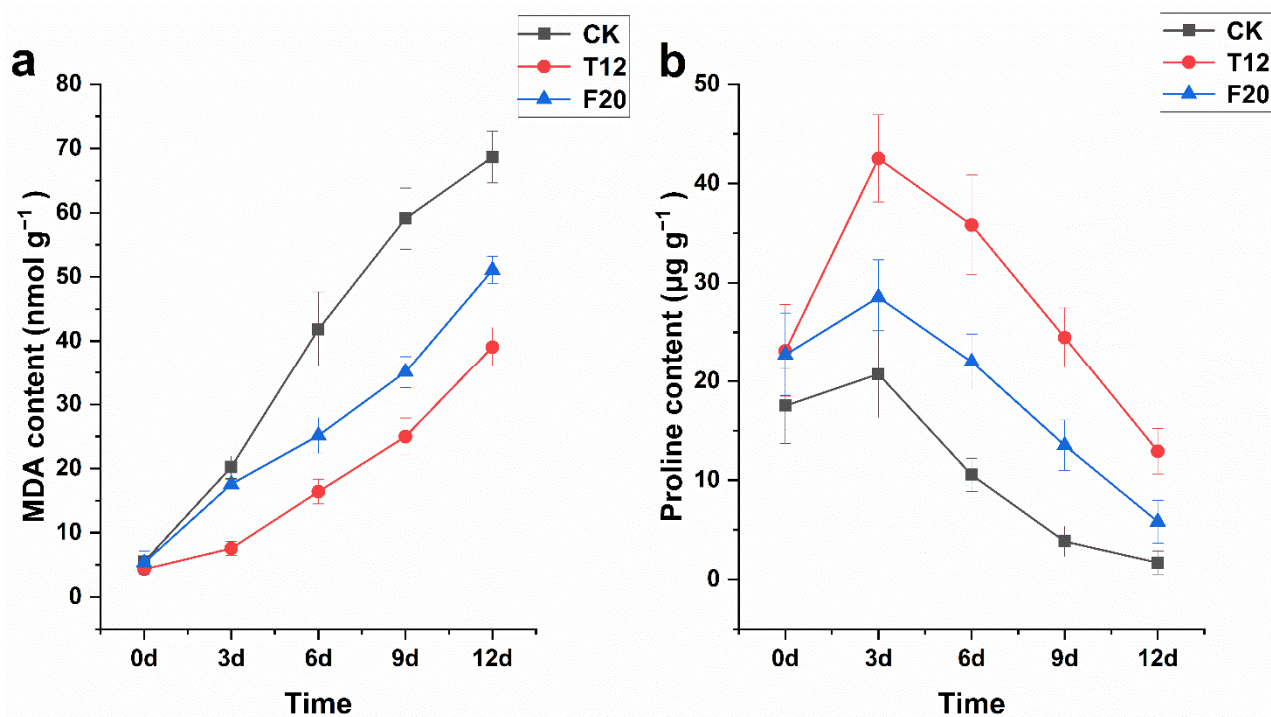 a
CK
T12
F20
80
70
60
50
40
30
20
10
0
MDA content (nmol g⁻¹ )
0d 3d 6d 9d 12d
Time
b
CK
T12
F20
50
40
30
20
10
0
Proline content (μg g⁻¹ )
0d 3d 6d 9d 12d
Time